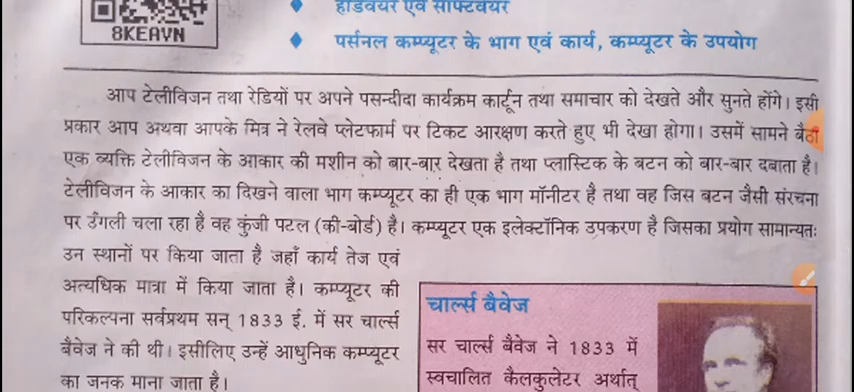 8KEAVN
हार्डवेयर एवं सॉफ्टवेयर
पर्सनल कम्प्यूटर के भाग एवं कार्य, कम्प्यूटर के उपयोग
आप टेलीविजन तथा रेडियों पर अपने पसन्दीदा कार्यक्रम कार्टून तथा समाचार को देखते और सुनते होंगे। इसी
प्रकार आप अथवा आपके मित्र ने रेलवे प्लेटफार्म पर टिकट आरक्षण करते हुए भी देखा होगा। उसमें सामने बैठा
एक व्यक्ति टेलीविजन के आकार की मशीन को बार-बार देखता है तथा प्लास्टिक के बटन को बार-बार दबाता है।
टेलीविजन के आकार का दिखने वाला भाग कम्प्यूटर का ही एक भाग मॉनीटर है तथा वह जिस बटन जैसी संरचना
पर उँगली चला रहा है वह कुंजी पटल (की-बोर्ड) है। कम्प्यूटर एक इलेक्टॉनिक उपकरण है जिसका प्रयोग सामान्यतः
उन स्थानों पर किया जाता है जहाँ कार्य तेज एवं
अत्यधिक मात्रा में किया जाता है। कम्प्यूटर की
परिकल्पना सर्वप्रथम सन् 1833 ई. में सर चार्ल्स
बैवेज ने की थी। इसीलिए उन्हें आधुनिक कम्प्यूटर
का जनक माना जाता है।
चार्ल्स बैवेज
सर चार्ल्स बैवेज ने 1833 में
स्वचालित कैलकुलेटर अर्थात्